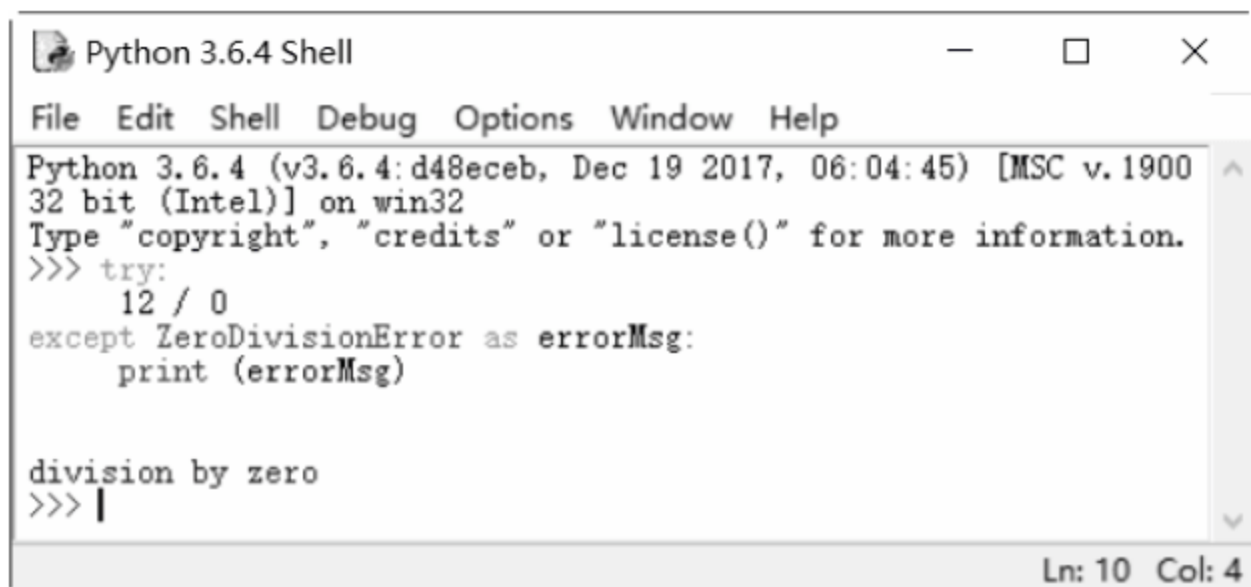 Python 3.6.4 Shell
File Edit Shell Debug Options Window Help
Python 3.6.4 (v3.6.4:d48eceb, Dec 19 2017, 06:04:45) [MSC v.1900
32 bit (Intel)] on win32
Type "copyright", "credits" or "license()" for more information.
>>> try:
     12 / 0
except ZeroDivisionError as errorMsg:
     print (errorMsg)
division by zero
>>>
Ln: 10 Col: 4